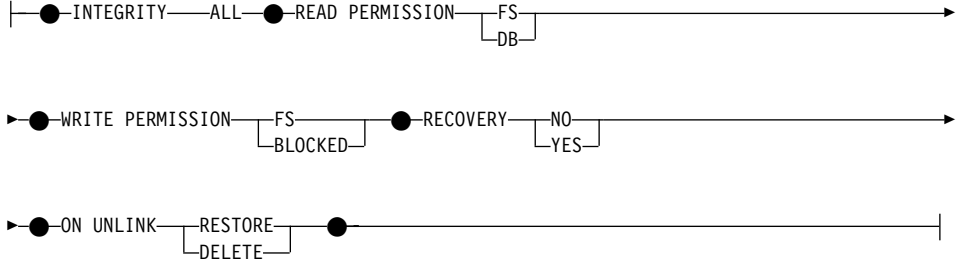 INTEGRITY ALL READ PERMISSION FS
DB
WRITE PERMISSION FS RECOVERY NO
BLOCKED YES
ON UNLINK RESTORE
DELETE